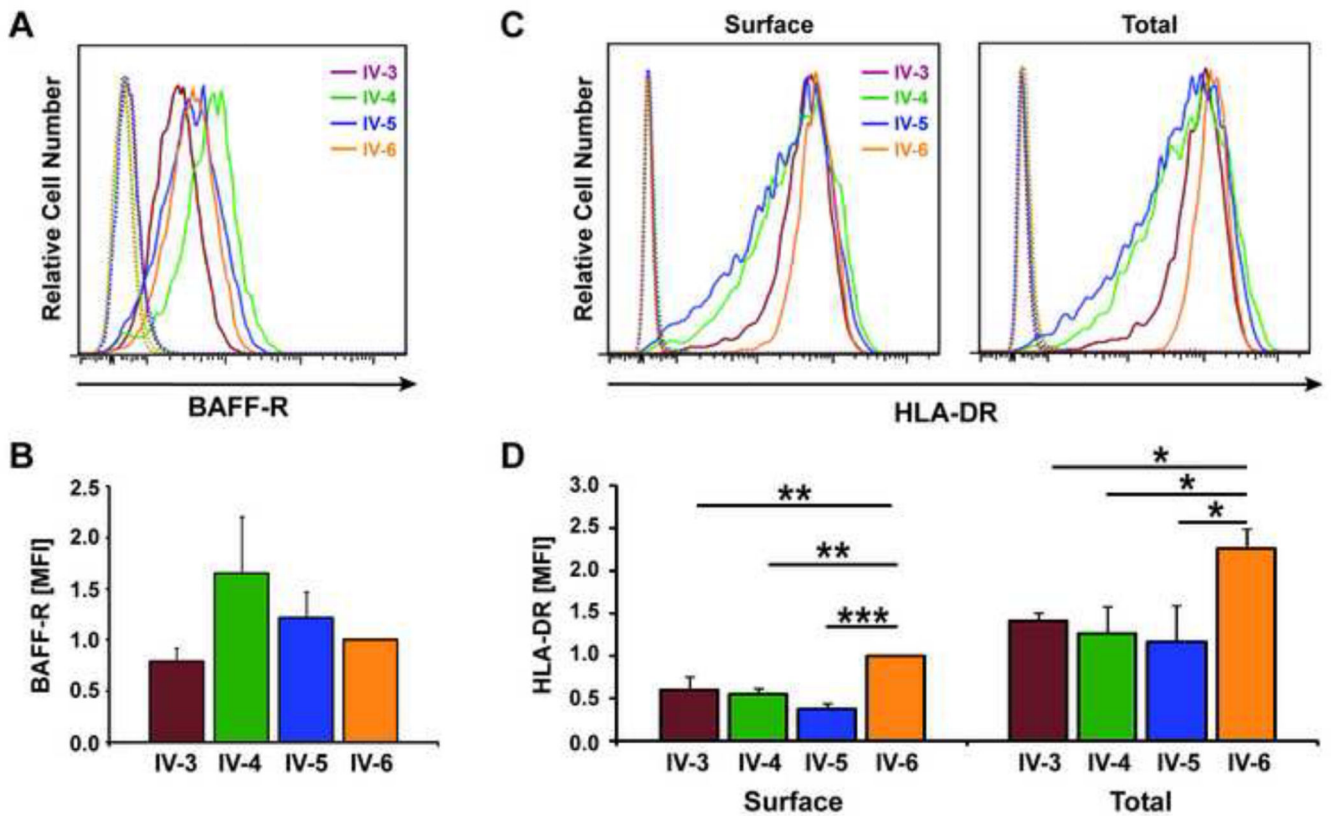 A
Relative Cell Number
IV-3
IV-4
IV-5
IV-6
BAFF-R
C
Surface
Total
Relative Cell Number
IV-3
IV-4
IV-5
IV-6
HLA-DR
B
BAFF-R [MFI]
2.5
2.0
1.5
1.0
0.5
0.0
IV-3 IV-4 IV-5 IV-6
D
HLA-DR [MFI]
3.0
2.5
2.0
1.5
1.0
0.5
0.0
**
**
***
*
*
*
IV-3 IV-4 IV-5 IV-6 IV-3 IV-4 IV-5 IV-6
Surface Total